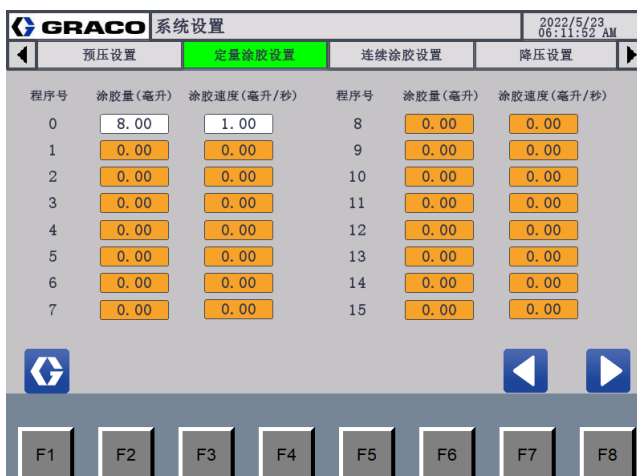 GRACO 系统设置 2022/5/23
06:11:52 AM
预压设置 定量涂胶设置 连续涂胶设置 降压设置
程序号 涂胶量(毫升) 涂胶速度(毫升/秒) 程序号 涂胶量(毫升) 涂胶速度(毫升/秒)
0 8.00 1.00 8 0.00 0.00
1 0.00 0.00 9 0.00 0.00
2 0.00 0.00 10 0.00 0.00
3 0.00 0.00 11 0.00 0.00
4 0.00 0.00 12 0.00 0.00
5 0.00 0.00 13 0.00 0.00
6 0.00 0.00 14 0.00 0.00
7 0.00 0.00 15 0.00 0.00
F1 F2 F3 F4 F5 F6 F7 F8